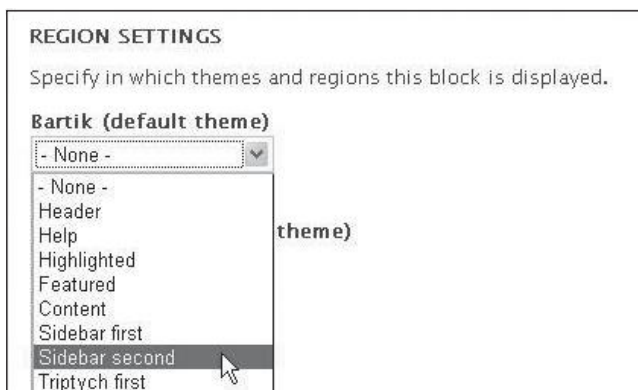 REGION SETTINGS
Specify in which themes and regions this block is displayed.
Bartik (default theme)
- None -
- None -
Header
Help
theme)
Highlighted
Featured
Content
Sidebar first
Sidebar second
Triptych first